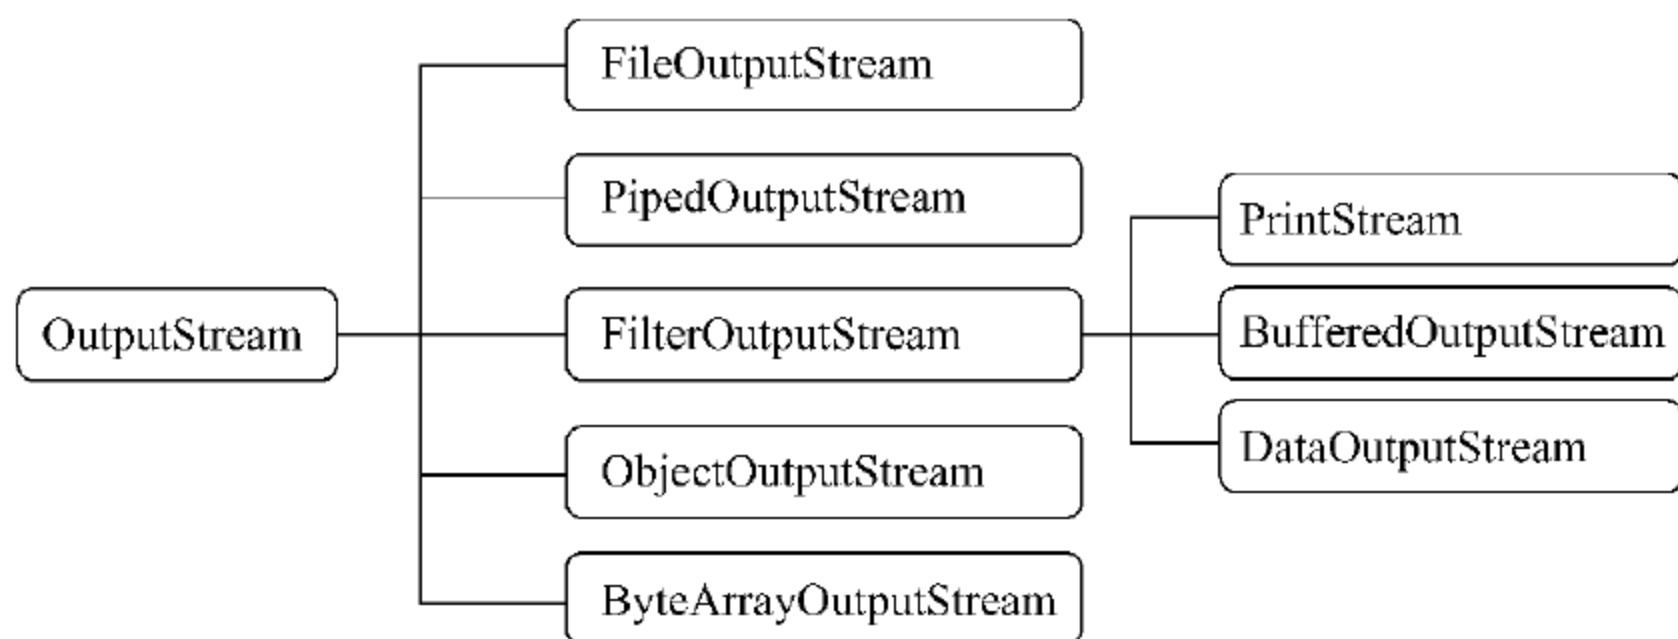 FileOutputStream
PipedOutputStream
PrintStream
OutputStream
FilterOutputStream
BufferedOutputStream
DataOutputStream
ObjectOutputStream
ByteArrayOutputStream